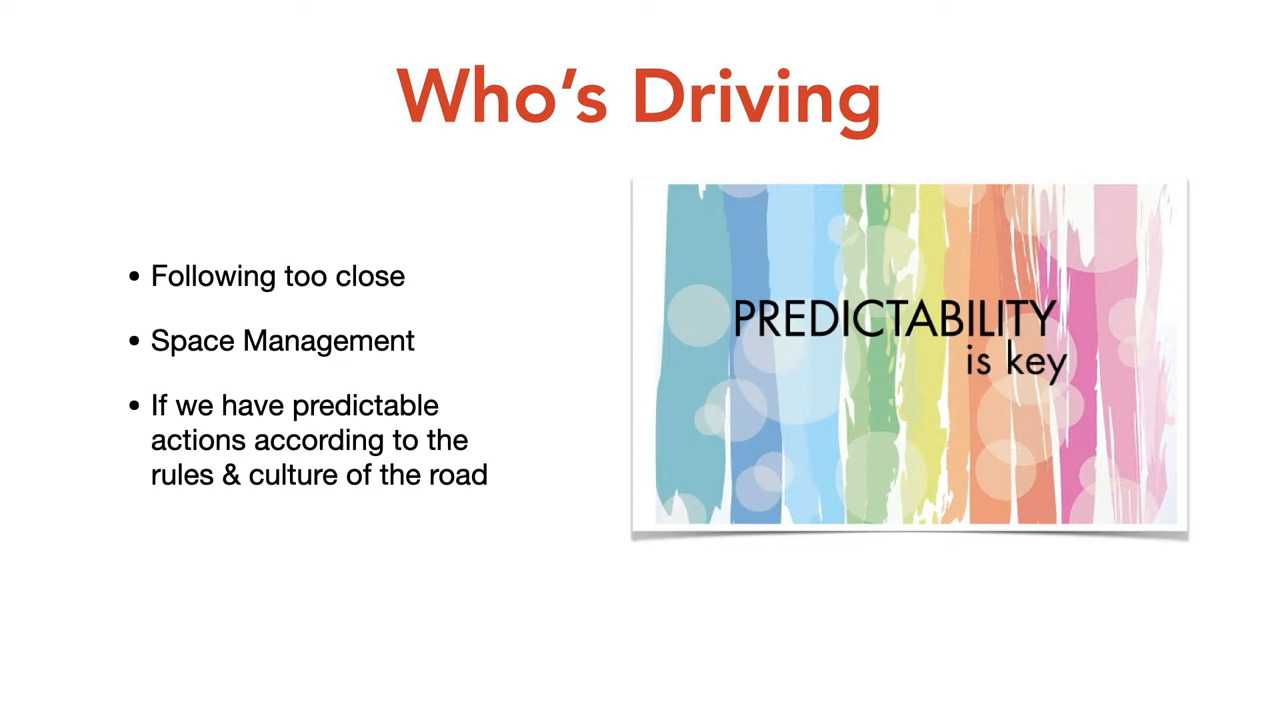 Who’s Driving
• Following too close
• Space Management
• If we have predictable
actions according to the
rules & culture of the road
PREDICTABILITY
is key